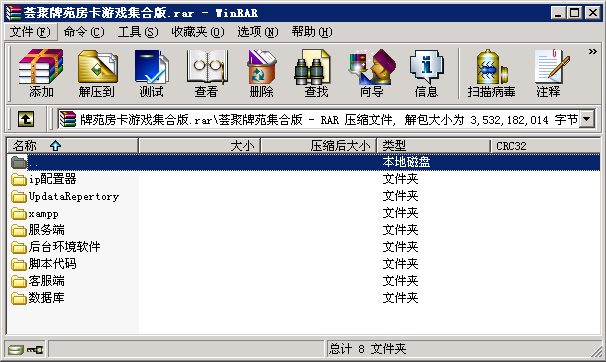 荟聚牌苑房卡游戏集合版.rar - WinRAR
文件(F) 命令(C) 工具(S) 收藏夹(O) 选项(N) 帮助(H)
添加 解压到 测试 查看 删除 查找 向导 信息 扫描病毒 注释 »
牌苑房卡游戏集合版.rar\荟聚牌苑集合版 - RAR 压缩文件, 解包大小为 3,532,182,014 字节
名称 大小 压缩后大小 类型 CRC32
.. 本地磁盘
ip配置器 文件夹
UpdataRepertory 文件夹
xampp 文件夹
服务端 文件夹
后台环境软件 文件夹
脚本代码 文件夹
客服端 文件夹
数据库 文件夹
总计 8 文件夹